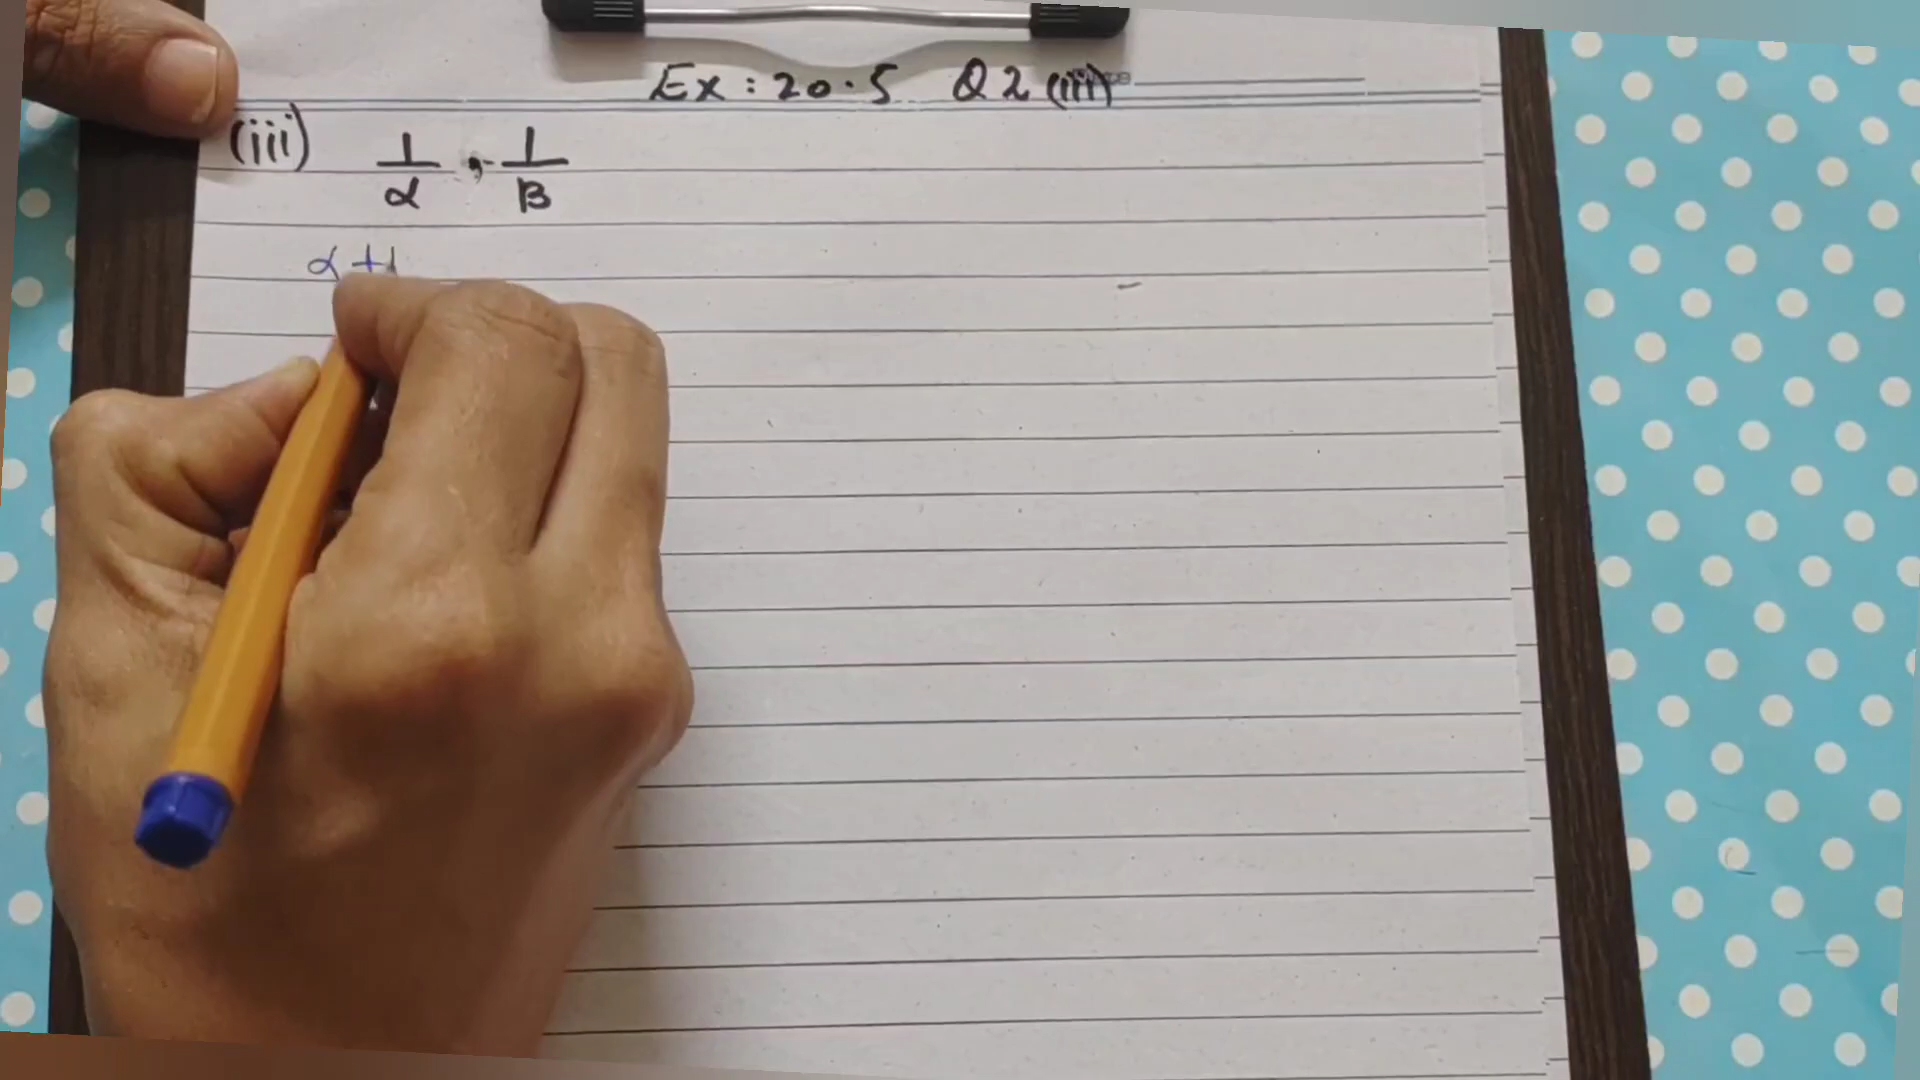 Ex : 20.5 Q2 (iii)
(iii) 1/α , 1/β
α +